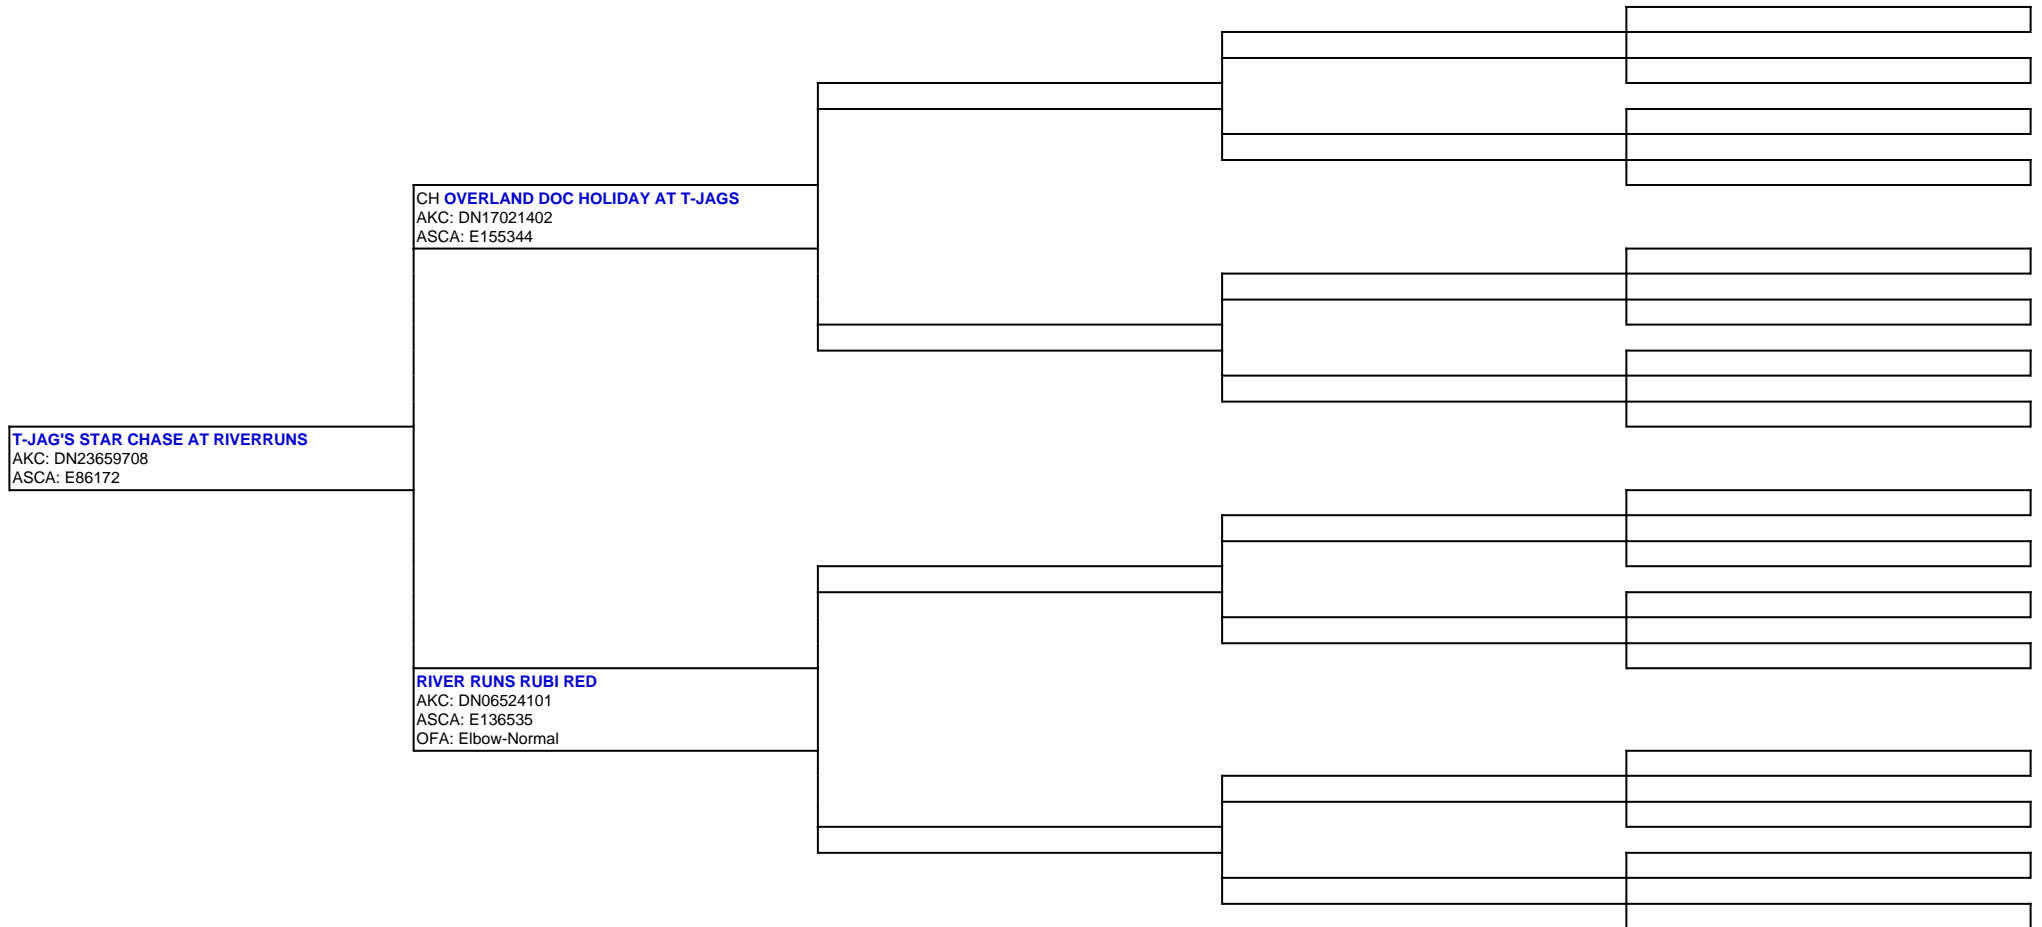 CH OVERLAND DOC HOLIDAY AT T-JAGS
AKC: DN17021402
ASCA: E155344
T-JAG'S STAR CHASE AT RIVERRUNS
AKC: DN23659708
ASCA: E86172
RIVER RUNS RUBI RED
AKC: DN06524101
ASCA: E136535
OFA: Elbow-Normal